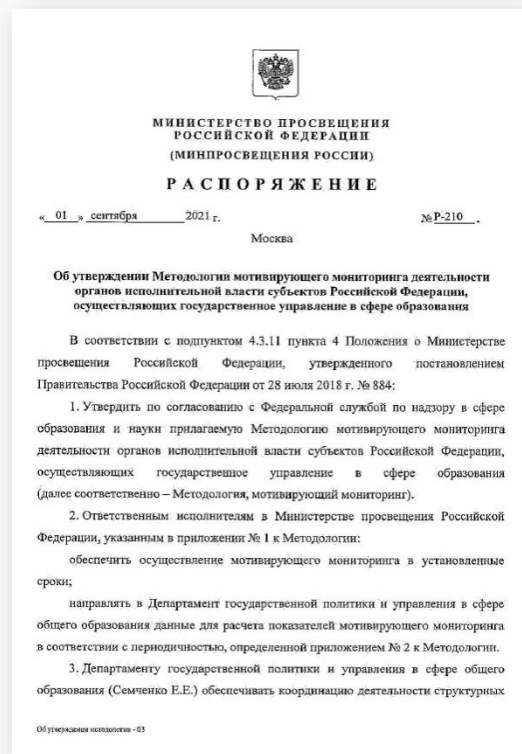 МИНИСТЕРСТВО ПРОСВЕЩЕНИЯ
РОССИЙСКОЙ ФЕДЕРАЦИИ
(МИНПРОСВЕЩЕНИЯ РОССИИ)
РАСПОРЯЖЕНИЕ
« 01 » сентября 2021 г. № Р-210 .
Москва
Об утверждении Методологии мотивирующего мониторинга деятельности
органов исполнительной власти субъектов Российской Федерации,
осуществляющих государственное управление в сфере образования
В соответствии с подпунктом 4.3.11 пункта 4 Положения о Министерстве
просвещения Российской Федерации, утвержденного постановлением
Правительства Российской Федерации от 28 июля 2018 г. № 884:
1. Утвердить по согласованию с Федеральной службой по надзору в сфере
образования и науки прилагаемую Методологию мотивирующего мониторинга
деятельности органов исполнительной власти субъектов Российской Федерации,
осуществляющих государственное управление в сфере образования
(далее соответственно – Методология, мотивирующий мониторинг).
2. Ответственным исполнителям в Министерстве просвещения Российской
Федерации, указанным в приложении № 1 к Методологии:
обеспечить осуществление мотивирующего мониторинга в установленные
сроки;
направлять в Департамент государственной политики и управления в сфере
общего образования данные для расчета показателей мотивирующего мониторинга
в соответствии с периодичностью, определенной приложением № 2 к Методологии.
3. Департаменту государственной политики и управления в сфере общего
образования (Семченко Е.Е.) обеспечивать координацию деятельности структурных
Об утверждении методологии - 03